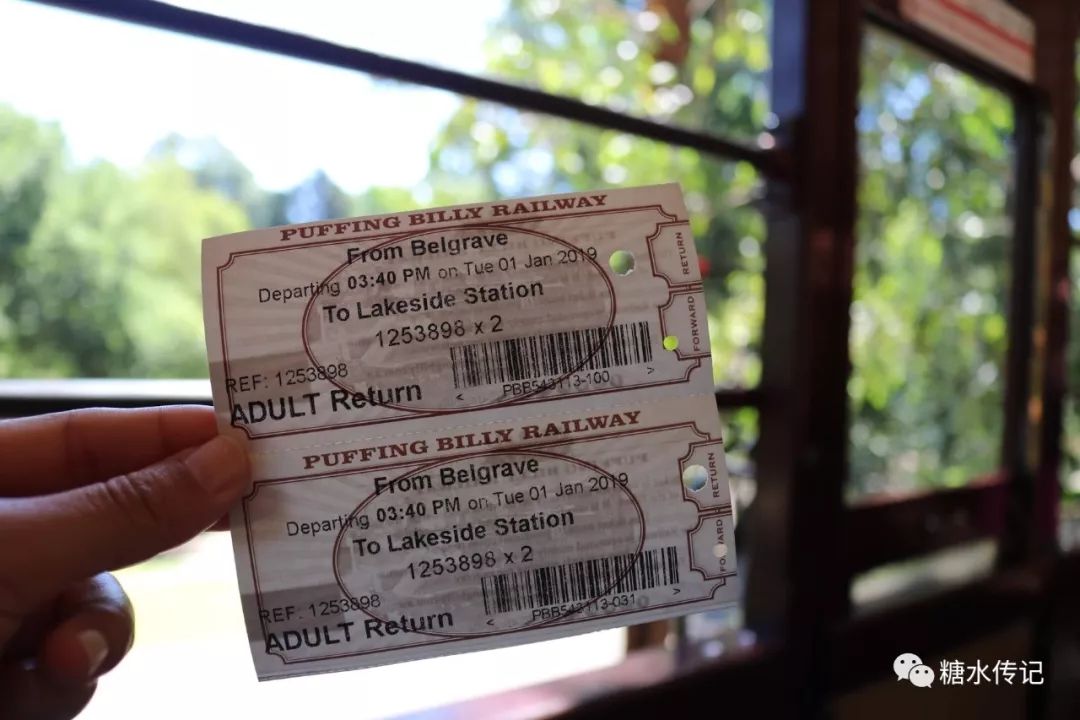 PUFFING BILLY RAILWAY
From Belgrave
Departing 03:40 PM on Tue 01 Jan 2019
To Lakeside Station
1253898 x 2
REF: 1253898
ADULT Return
< PBB543113-100 >
RETURN
FORWARD
PUFFING BILLY RAILWAY
From Belgrave
Departing 03:40 PM on Tue 01 Jan 2019
To Lakeside Station
1253898 x 2
REF: 1253898
ADULT Return
< PBB543113-031 >
RETURN
糖水传记